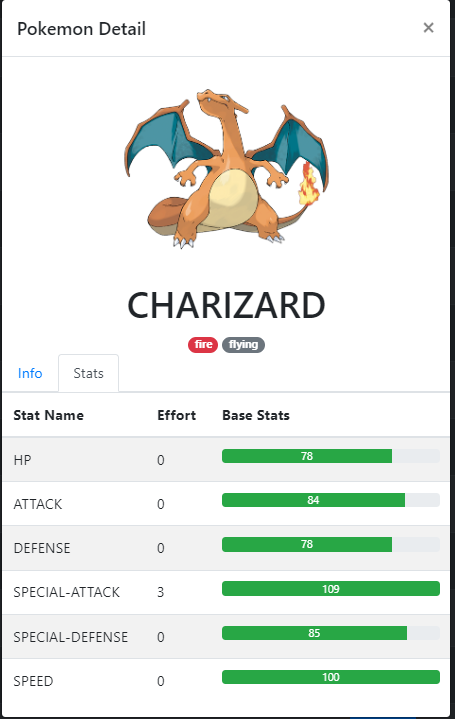 Pokemon Detail ×
CHARIZARD
fire flying
Info Stats
Stat Name Effort Base Stats
HP 0 78
ATTACK 0 84
DEFENSE 0 78
SPECIAL-ATTACK 3 109
SPECIAL-DEFENSE 0 85
SPEED 0 100